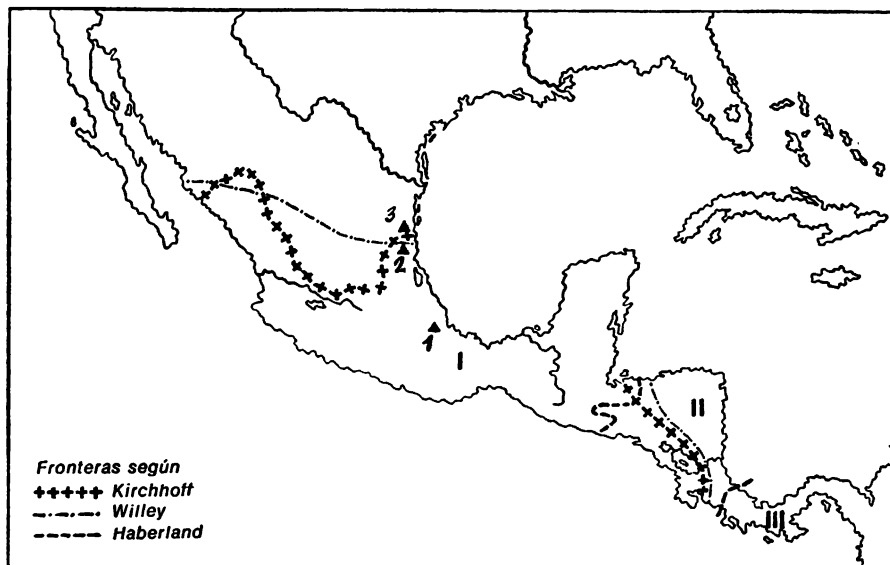 3
2
1
I
II
III
Fronteras según
+++++ Kirchhoff
-·-·- Willey
---- Haberland